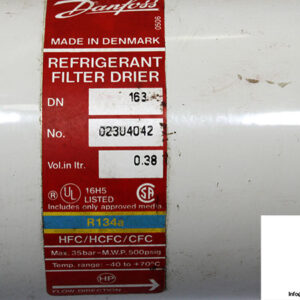 Danfoss
0506
MADE IN DENMARK
REFRIGERANT
FILTER DRIER
DN 163
No. 023U4042
Vol.in ltr. 0.38
R UL 16H5 LISTED SA
Includes only approved media.
R134a
HFC/HCFC/CFC
Max. 35bar-M.W.P. 500psig
Temp. range: -40 to +70°C
HP
FLOW DIRECTION